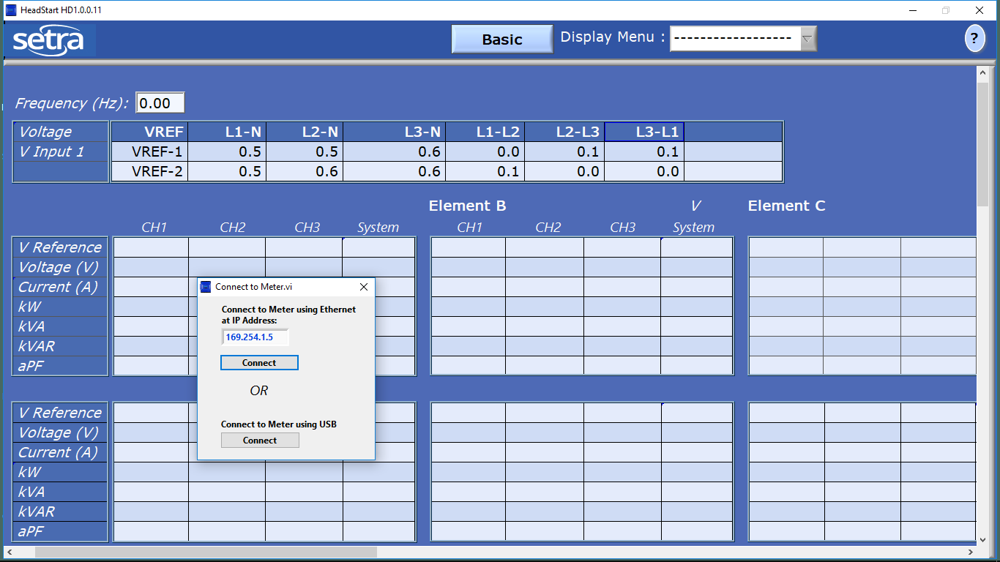 HeadStart HD1.0.0.11
setra
Basic
Display Menu :
------------------
?
Frequency (Hz): 0.00
Voltage VREF L1-N L2-N L3-N L1-L2 L2-L3 L3-L1
V Input 1 VREF-1 0.5 0.5 0.6 0.0 0.1 0.1
VREF-2 0.5 0.6 0.6 0.1 0.0 0.0
Element B V Element C
CH1 CH2 CH3 System CH1 CH2 CH3 System
V Reference
Voltage (V)
Current (A)
kW
kVA
kVAR
aPF
Connect to Meter.vi
Connect to Meter using Ethernet
at IP Address:
169.254.1.5
Connect
OR
Connect to Meter using USB
Connect
V Reference
Voltage (V)
Current (A)
kW
kVA
kVAR
aPF